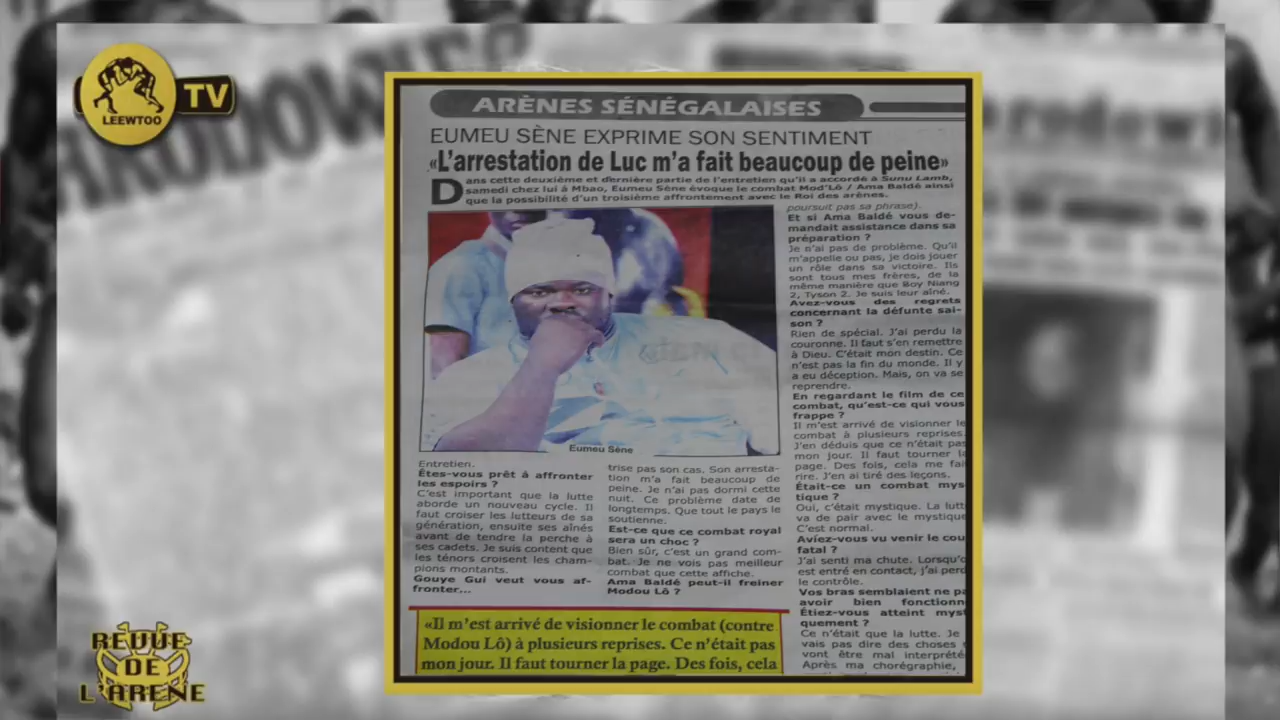 LEEWTOO
TV
ARÈNES SÉNÉGALAISES
EUMEU SÈNE EXPRIME SON SENTIMENT
«L'arrestation de Luc m'a fait beaucoup de peine»
Dans cette deuxième et dernière partie de l'entretien qu'il a accordé à Sunu Lamb,
samedi chez lui à Mbao, Eumeu Sène évoque le combat Mod'Lô / Ama Baldé ainsi
que la possibilité d'un troisième affrontement avec le Roi des arènes.
Eumeu Sène
Entretien.
Êtes-vous prêt à affronter
les espoirs ?
C'est important que la lutte
aborde un nouveau cycle. Il
faut croiser les lutteurs de sa
génération, ensuite ses aînés
avant de tendre la perche à
ses cadets. Je suis content que
les ténors croisent les cham-
pions montants.
Gouye Gui veut vous af-
fronter...
trise pas son cas. Son arresta-
tion m'a fait beaucoup de
peine. Je n'ai pas dormi cette
nuit. Ce problème date de
longtemps. Que tout le pays le
soutienne.
Est-ce que ce combat royal
sera un choc ?
Bien sûr, c'est un grand com-
bat. Je ne vois pas meilleur
combat que cette affiche.
Ama Baldé peut-il freiner
Modou Lô ?
poursuit pas sa phrase).
Et si Ama Baldé vous de-
mandait assistance dans sa
préparation ?
Je n'ai pas de problème. Qu'il
m'appelle ou pas, je dois jouer
un rôle dans sa victoire. Ils
sont tous mes frères, de la
même manière que Boy Niang
2, Tyson 2. Je suis leur aîné.
Avez-vous des regrets
concernant la défunte sai-
son ?
Rien de spécial. J'ai perdu la
couronne. Il faut s'en remettre
à Dieu. C'était mon destin. Ce
n'est pas la fin du monde. Il y
a eu déception. Mais, on va se
reprendre.
En regardant le film de ce
combat, qu'est-ce qui vous
frappe ?
Il m'est arrivé de visionner le
combat à plusieurs reprises.
J'en déduis que ce n'était pas
mon jour. Il faut tourner la
page. Des fois, cela me fai
rire. J'en ai tiré des leçons.
Était-ce un combat mys
tique ?
Oui, c'était mystique. La lutt
va de pair avec le mystique
C'est normal.
Aviez-vous vu venir le cou
fatal ?
J'ai senti ma chute. Lorsqu'
est entré en contact, j'ai perd
le contrôle.
Vos bras semblaient ne pa
avoir bien fonctionn
Étiez-vous atteint myst
quement ?
Ce n'était que la lutte. Je
vais pas dire des choses
vont être mal interprété
Après ma chorégraphie,
«Il m'est arrivé de visionner le combat (contre
Modou Lô) à plusieurs reprises. Ce n'était pas
mon jour. Il faut tourner la page. Des fois, cela
REVUE
DE
L'ARENE